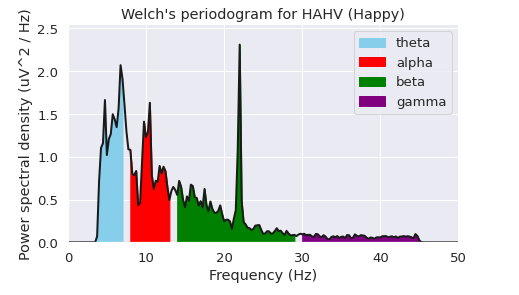 Welch's periodogram for HAHV (Happy)
Power spectral density (uV^2 / Hz)
2.5
2.0
1.5
1.0
0.5
0.0
theta
alpha
beta
gamma
0 10 20 30 40 50
Frequency (Hz)